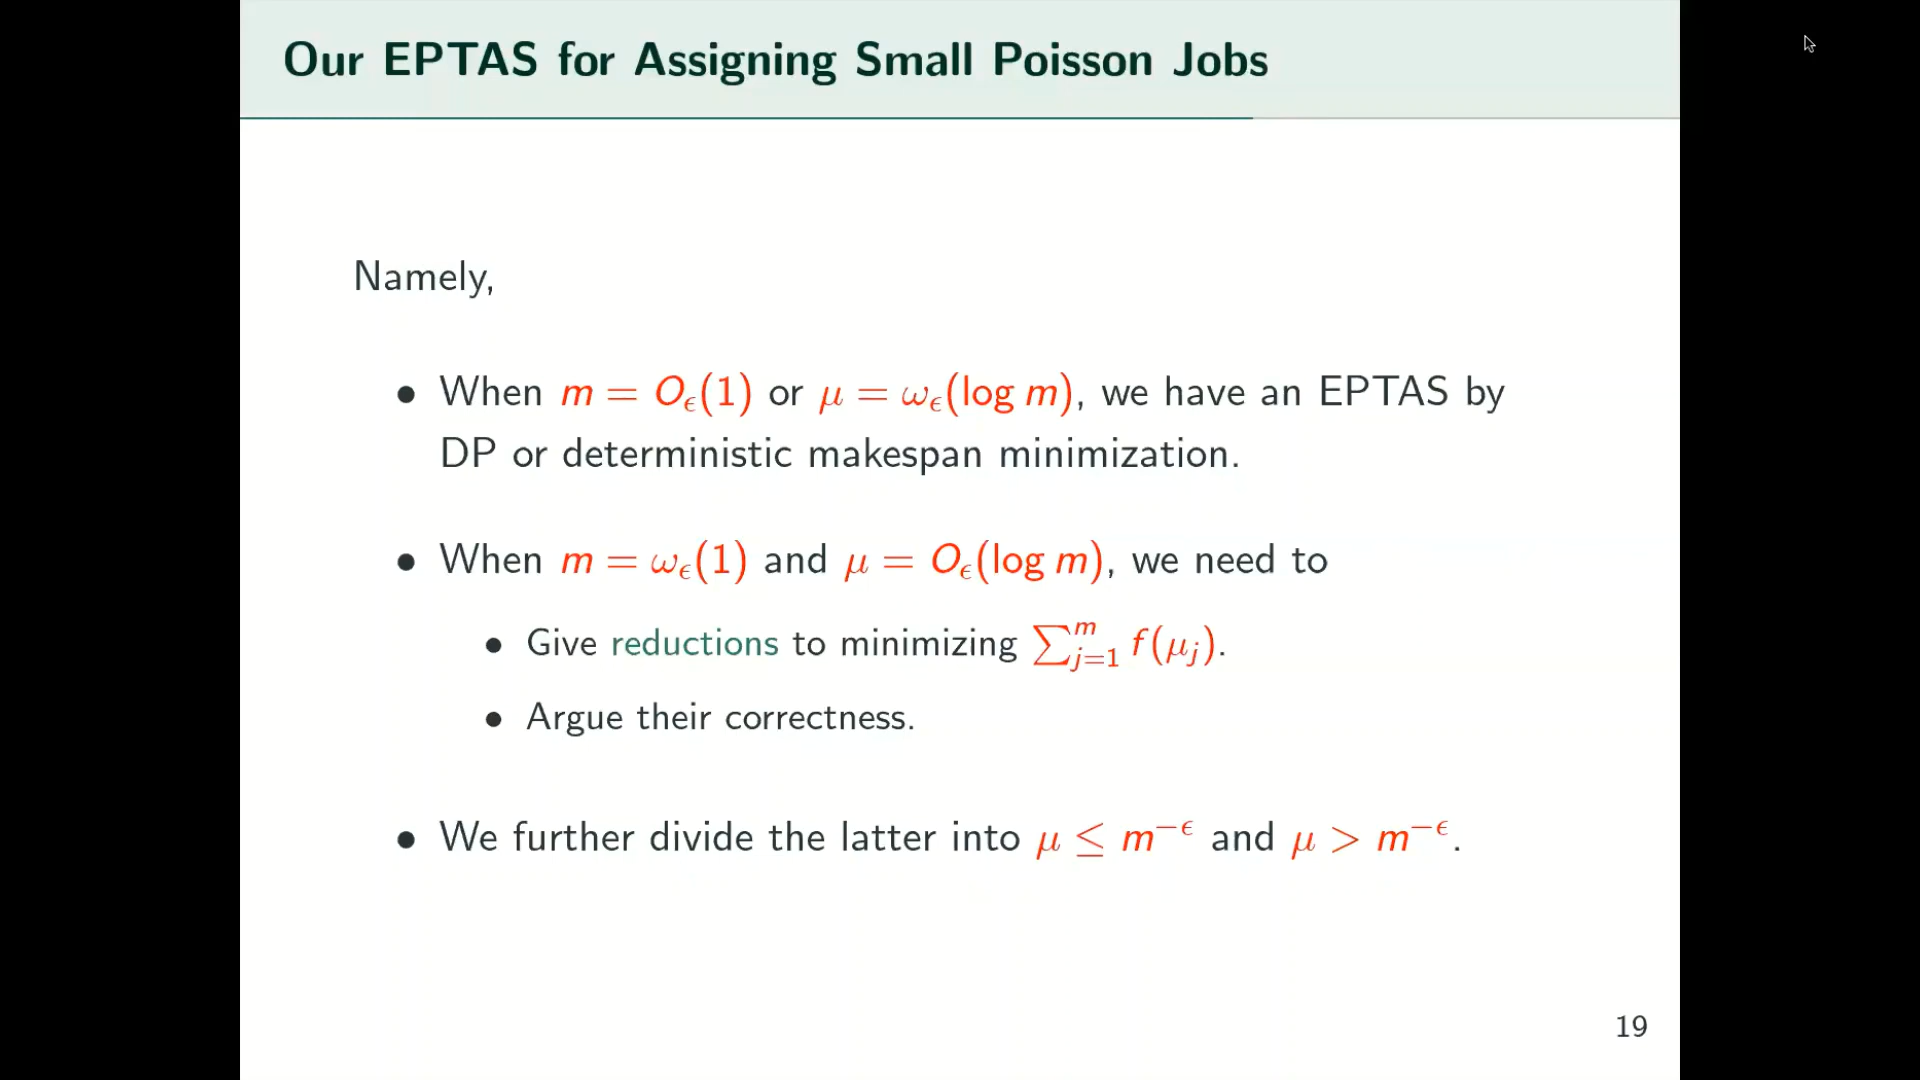 Our EPTAS for Assigning Small Poisson Jobs
Namely,
• When m = O_ϵ(1) or μ = ω_ϵ(log m), we have an EPTAS by
DP or deterministic makespan minimization.
• When m = ω_ϵ(1) and μ = O_ϵ(log m), we need to
• Give reductions to minimizing ∑_{j=1}^{m} f(μ_j).
• Argue their correctness.
• We further divide the latter into μ ≤ m^{−ϵ} and μ > m^{−ϵ}.
19